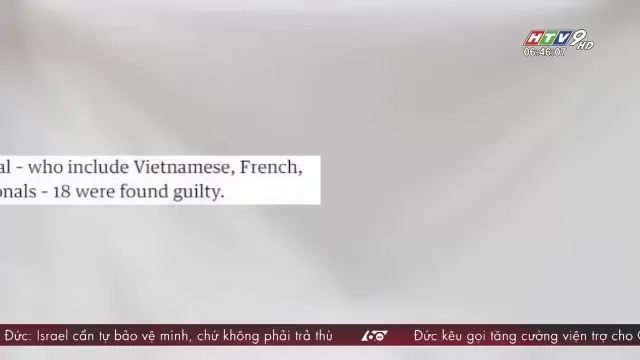 HTV9 HD
06:46:07
al - who include Vietnamese, French,
onals - 18 were found guilty.
Đức: Israel cần tự bảo vệ mình, chứ không phải trả thù
60
Đức kêu gọi tăng cường viện trợ cho